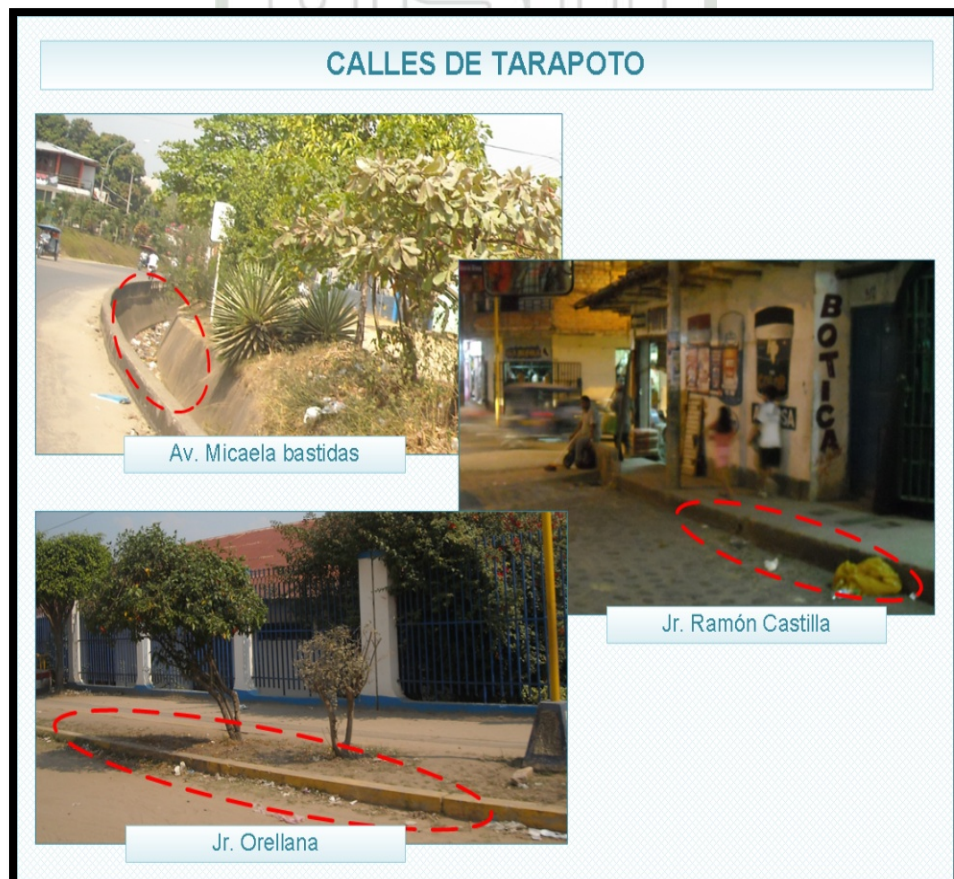 CALLES DE TARAPOTO
Av. Micaela bastidas
BOTICA
Jr. Ramón Castilla
Jr. Orellana